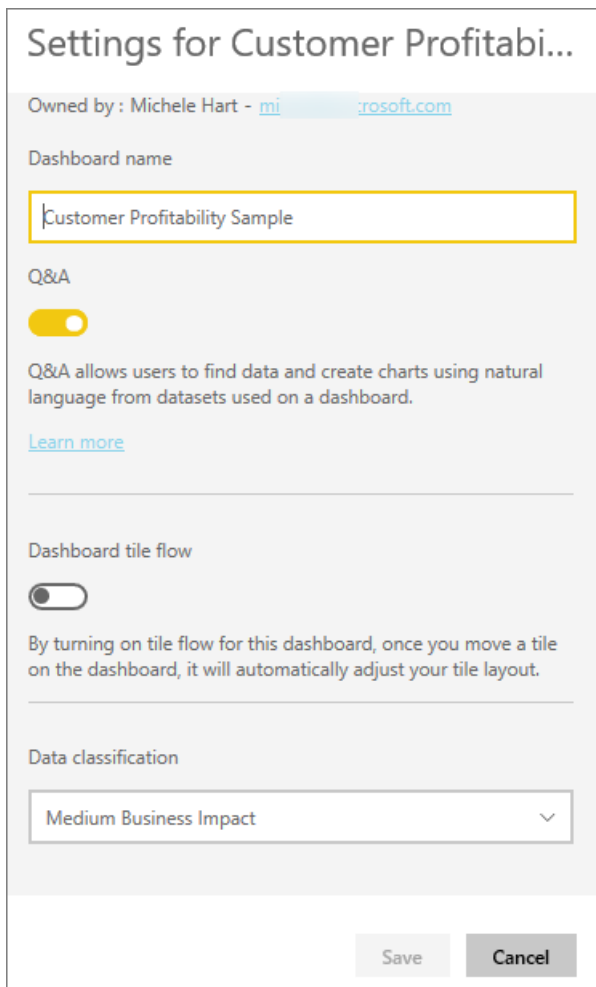 Settings for Customer Profitabi...
Owned by : Michele Hart - mi crosoft.com
Dashboard name
Customer Profitability Sample
Q&A
Q&A allows users to find data and create charts using natural
language from datasets used on a dashboard.
Learn more
Dashboard tile flow
By turning on tile flow for this dashboard, once you move a tile
on the dashboard, it will automatically adjust your tile layout.
Data classification
Medium Business Impact
Save
Cancel